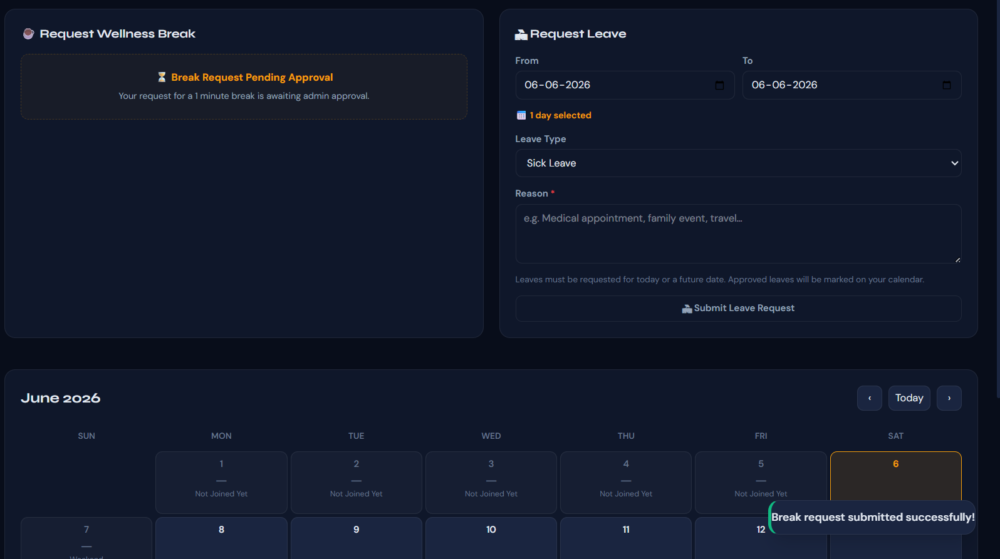 Request Wellness Break
Break Request Pending Approval
Your request for a 1 minute break is awaiting admin approval.
Request Leave
From
To
06-06-2026
06-06-2026
1 day selected
Leave Type
Sick Leave
Reason *
e.g. Medical appointment, family event, travel...
Leaves must be requested for today or a future date. Approved leaves will be marked on your calendar.
Submit Leave Request
June 2026
‹
Today
›
SUN
MON
TUE
WED
THU
FRI
SAT
1
—
Not Joined Yet
2
—
Not Joined Yet
3
—
Not Joined Yet
4
—
Not Joined Yet
5
—
Not Joined Yet
6
7
—
Weekend
8
9
10
11
12
Break request submitted successfully!